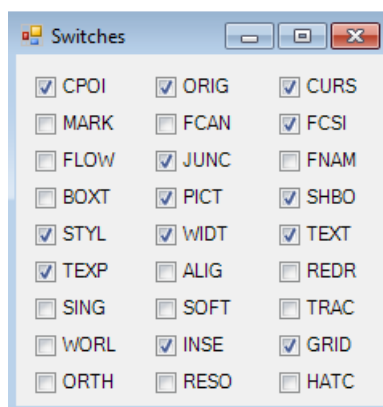 Switches
CPOI ORIG CURS
MARK FCAN FCSI
FLOW JUNC FNAM
BOXT PICT SHBO
STYL WIDT TEXT
TEXP ALIG REDR
SING SOFT TRAC
WORL INSE GRID
ORTH RESO HATC